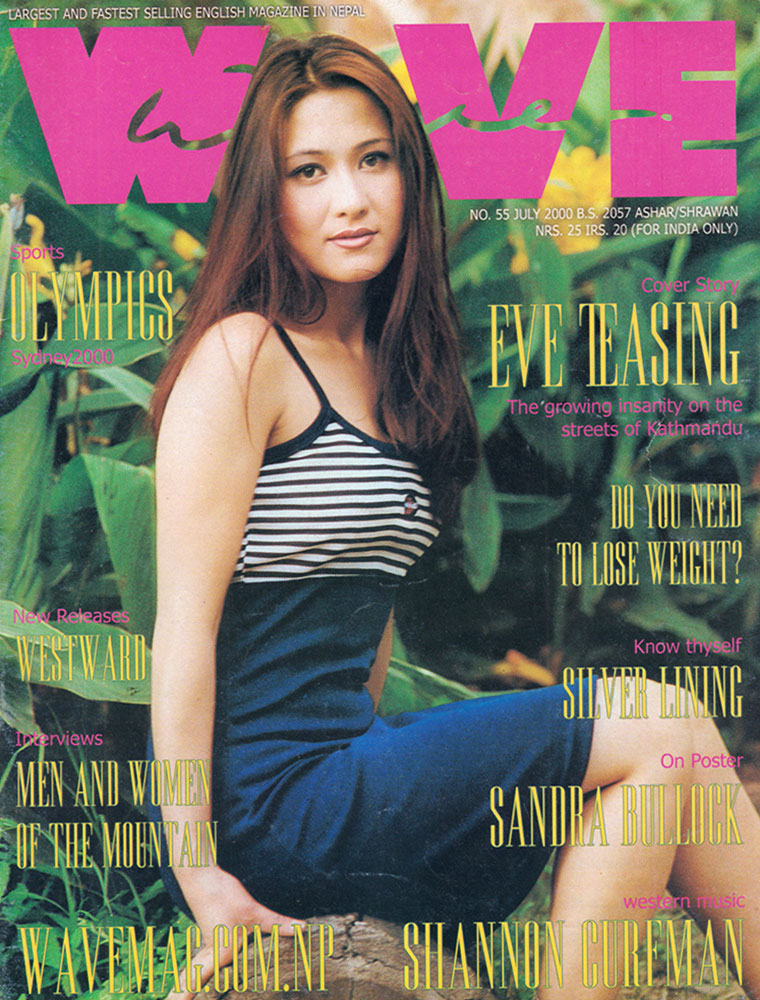 LARGEST AND FASTEST SELLING ENGLISH MAGAZINE IN NEPAL
WAVE
NO. 55 JULY 2000 B.S. 2057 ASHAR/SHRAWAN
NRS. 25 IRS. 20 (FOR INDIA ONLY)
Sports
OLYMPICS
Sydney2000
Cover Story
EVE TEASING
The growing insanity on the
streets of Kathmandu
DO YOU NEED
TO LOSE WEIGHT?
New Releases
WESTWARD
Know thyself
SILVER LINING
Interviews
MEN AND WOMEN
OF THE MOUNTAIN
On Poster
SANDRA BULLOCK
western music
SHANNON CURFMAN
WAVEMAG.COM.NP